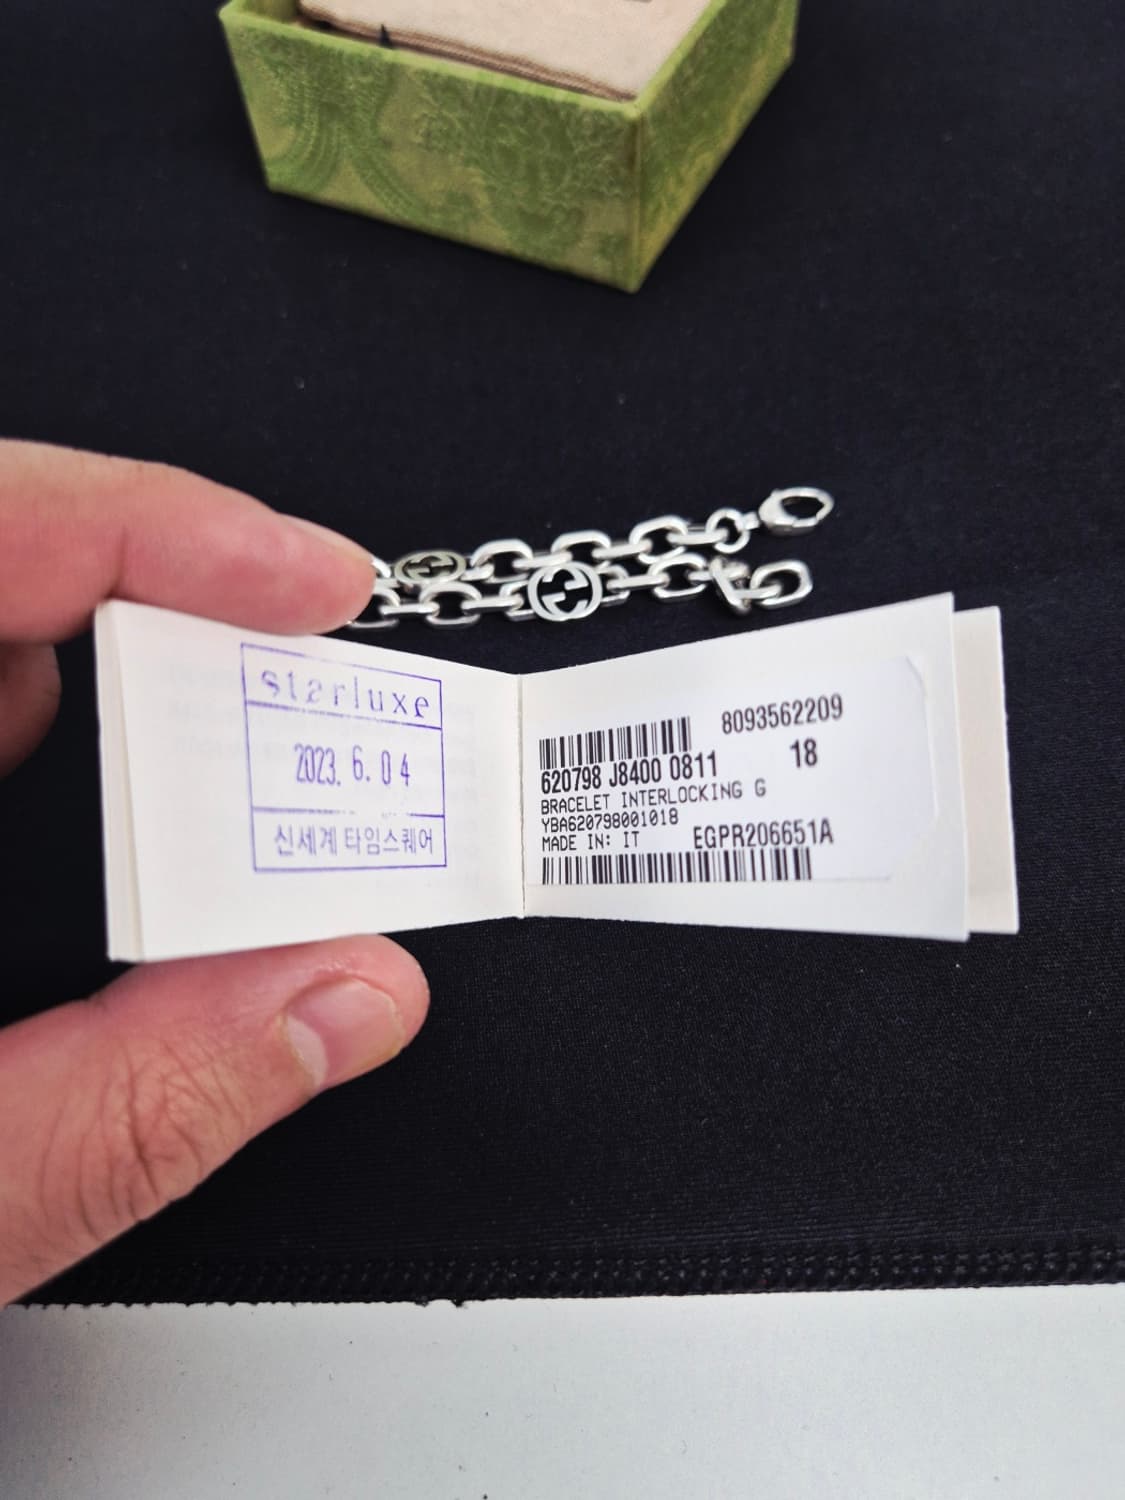 starluxe
2023. 6. 04
신세계 타임스퀘어
8093562209
620798 J8400 0811 18
BRACELET INTERLOCKING G
YBA620798001018
MADE IN: IT EGPR206651A